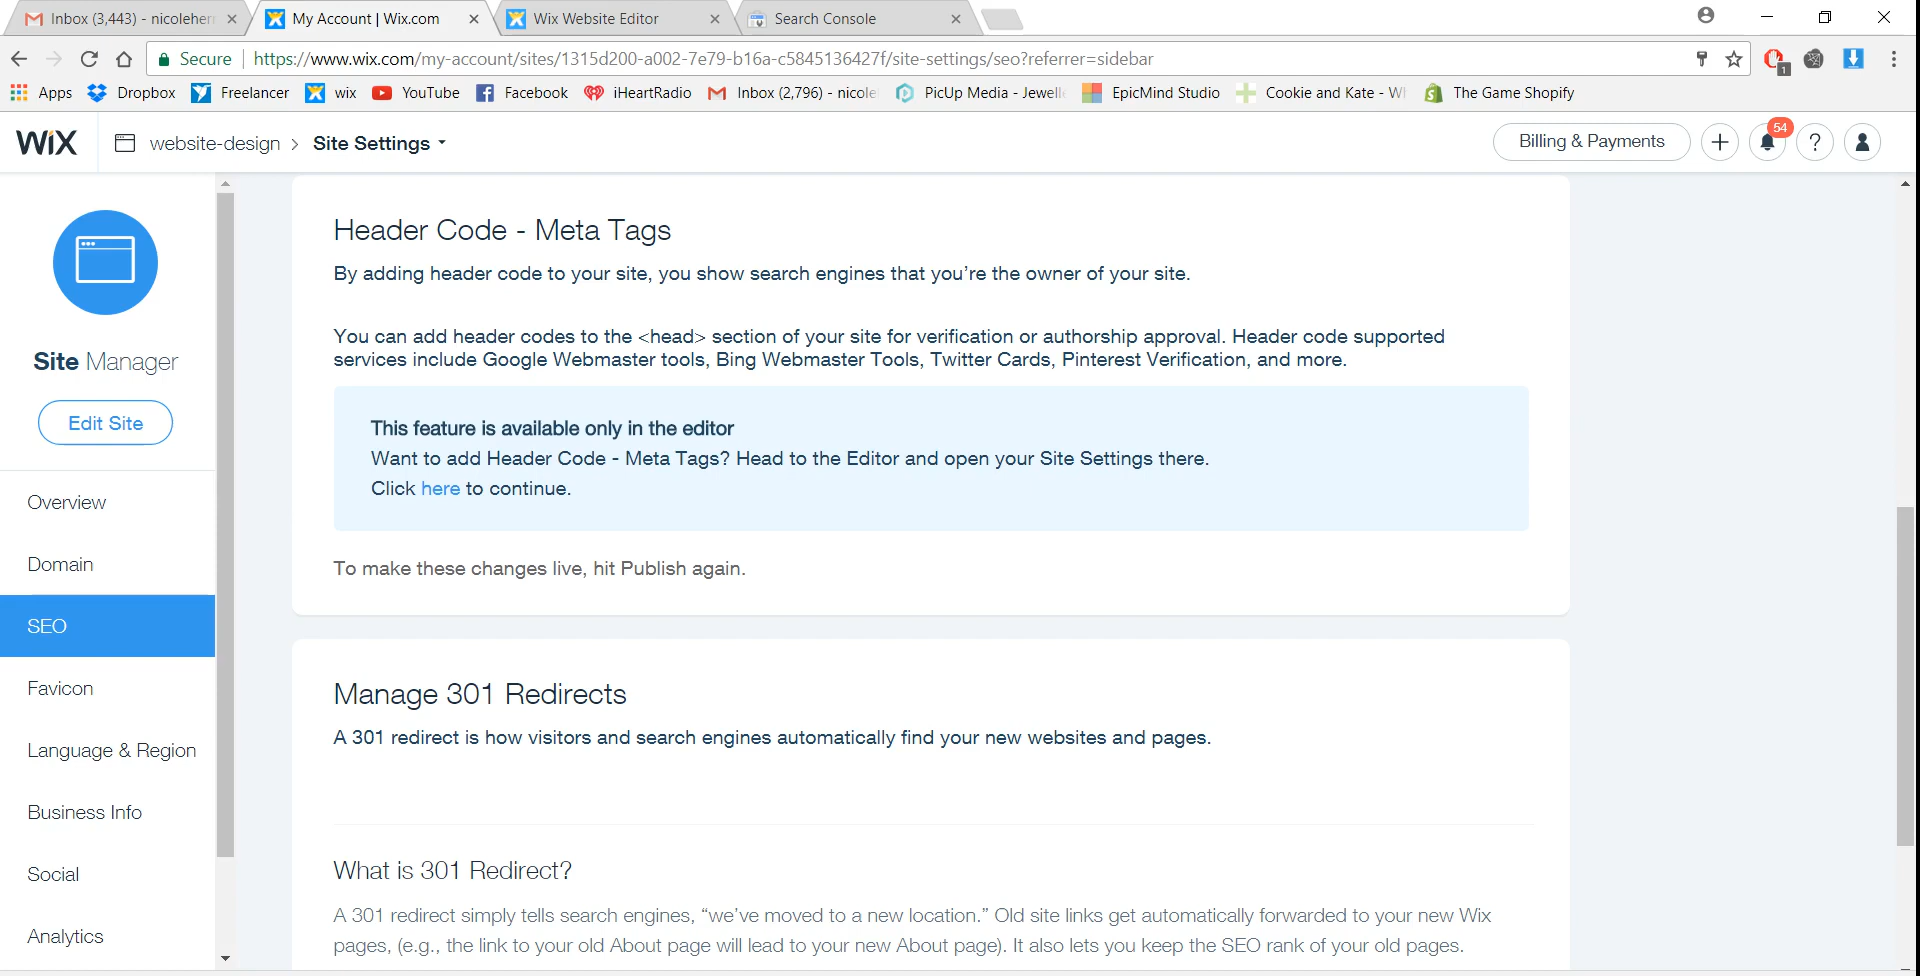 Inbox (3,443) - nicoleher
My Account | Wix.com
Wix Website Editor
Search Console
Secure
https://www.wix.com/my-account/sites/1315d200-a002-7e79-b16a-c5845136427f/site-settings/seo?referrer=sidebar
1
Apps
Dropbox
Freelancer
wix
YouTube
Facebook
iHeartRadio
Inbox (2,796) - nicole
PicUp Media - Jewell
EpicMind Studio
Cookie and Kate - W
The Game Shopify
WiX
website-design > Site Settings
Billing & Payments
54
?
Site Manager
Edit Site
Overview
Domain
SEO
Favicon
Language & Region
Business Info
Social
Analytics
Header Code - Meta Tags
By adding header code to your site, you show search engines that you're the owner of your site.
You can add header codes to the <head> section of your site for verification or authorship approval. Header code supported
services include Google Webmaster tools, Bing Webmaster Tools, Twitter Cards, Pinterest Verification, and more.
This feature is available only in the editor
Want to add Header Code - Meta Tags? Head to the Editor and open your Site Settings there.
Click here to continue.
To make these changes live, hit Publish again.
Manage 301 Redirects
A 301 redirect is how visitors and search engines automatically find your new websites and pages.
What is 301 Redirect?
A 301 redirect simply tells search engines, “we've moved to a new location.” Old site links get automatically forwarded to your new Wix
pages, (e.g., the link to your old About page will lead to your new About page). It also lets you keep the SEO rank of your old pages.